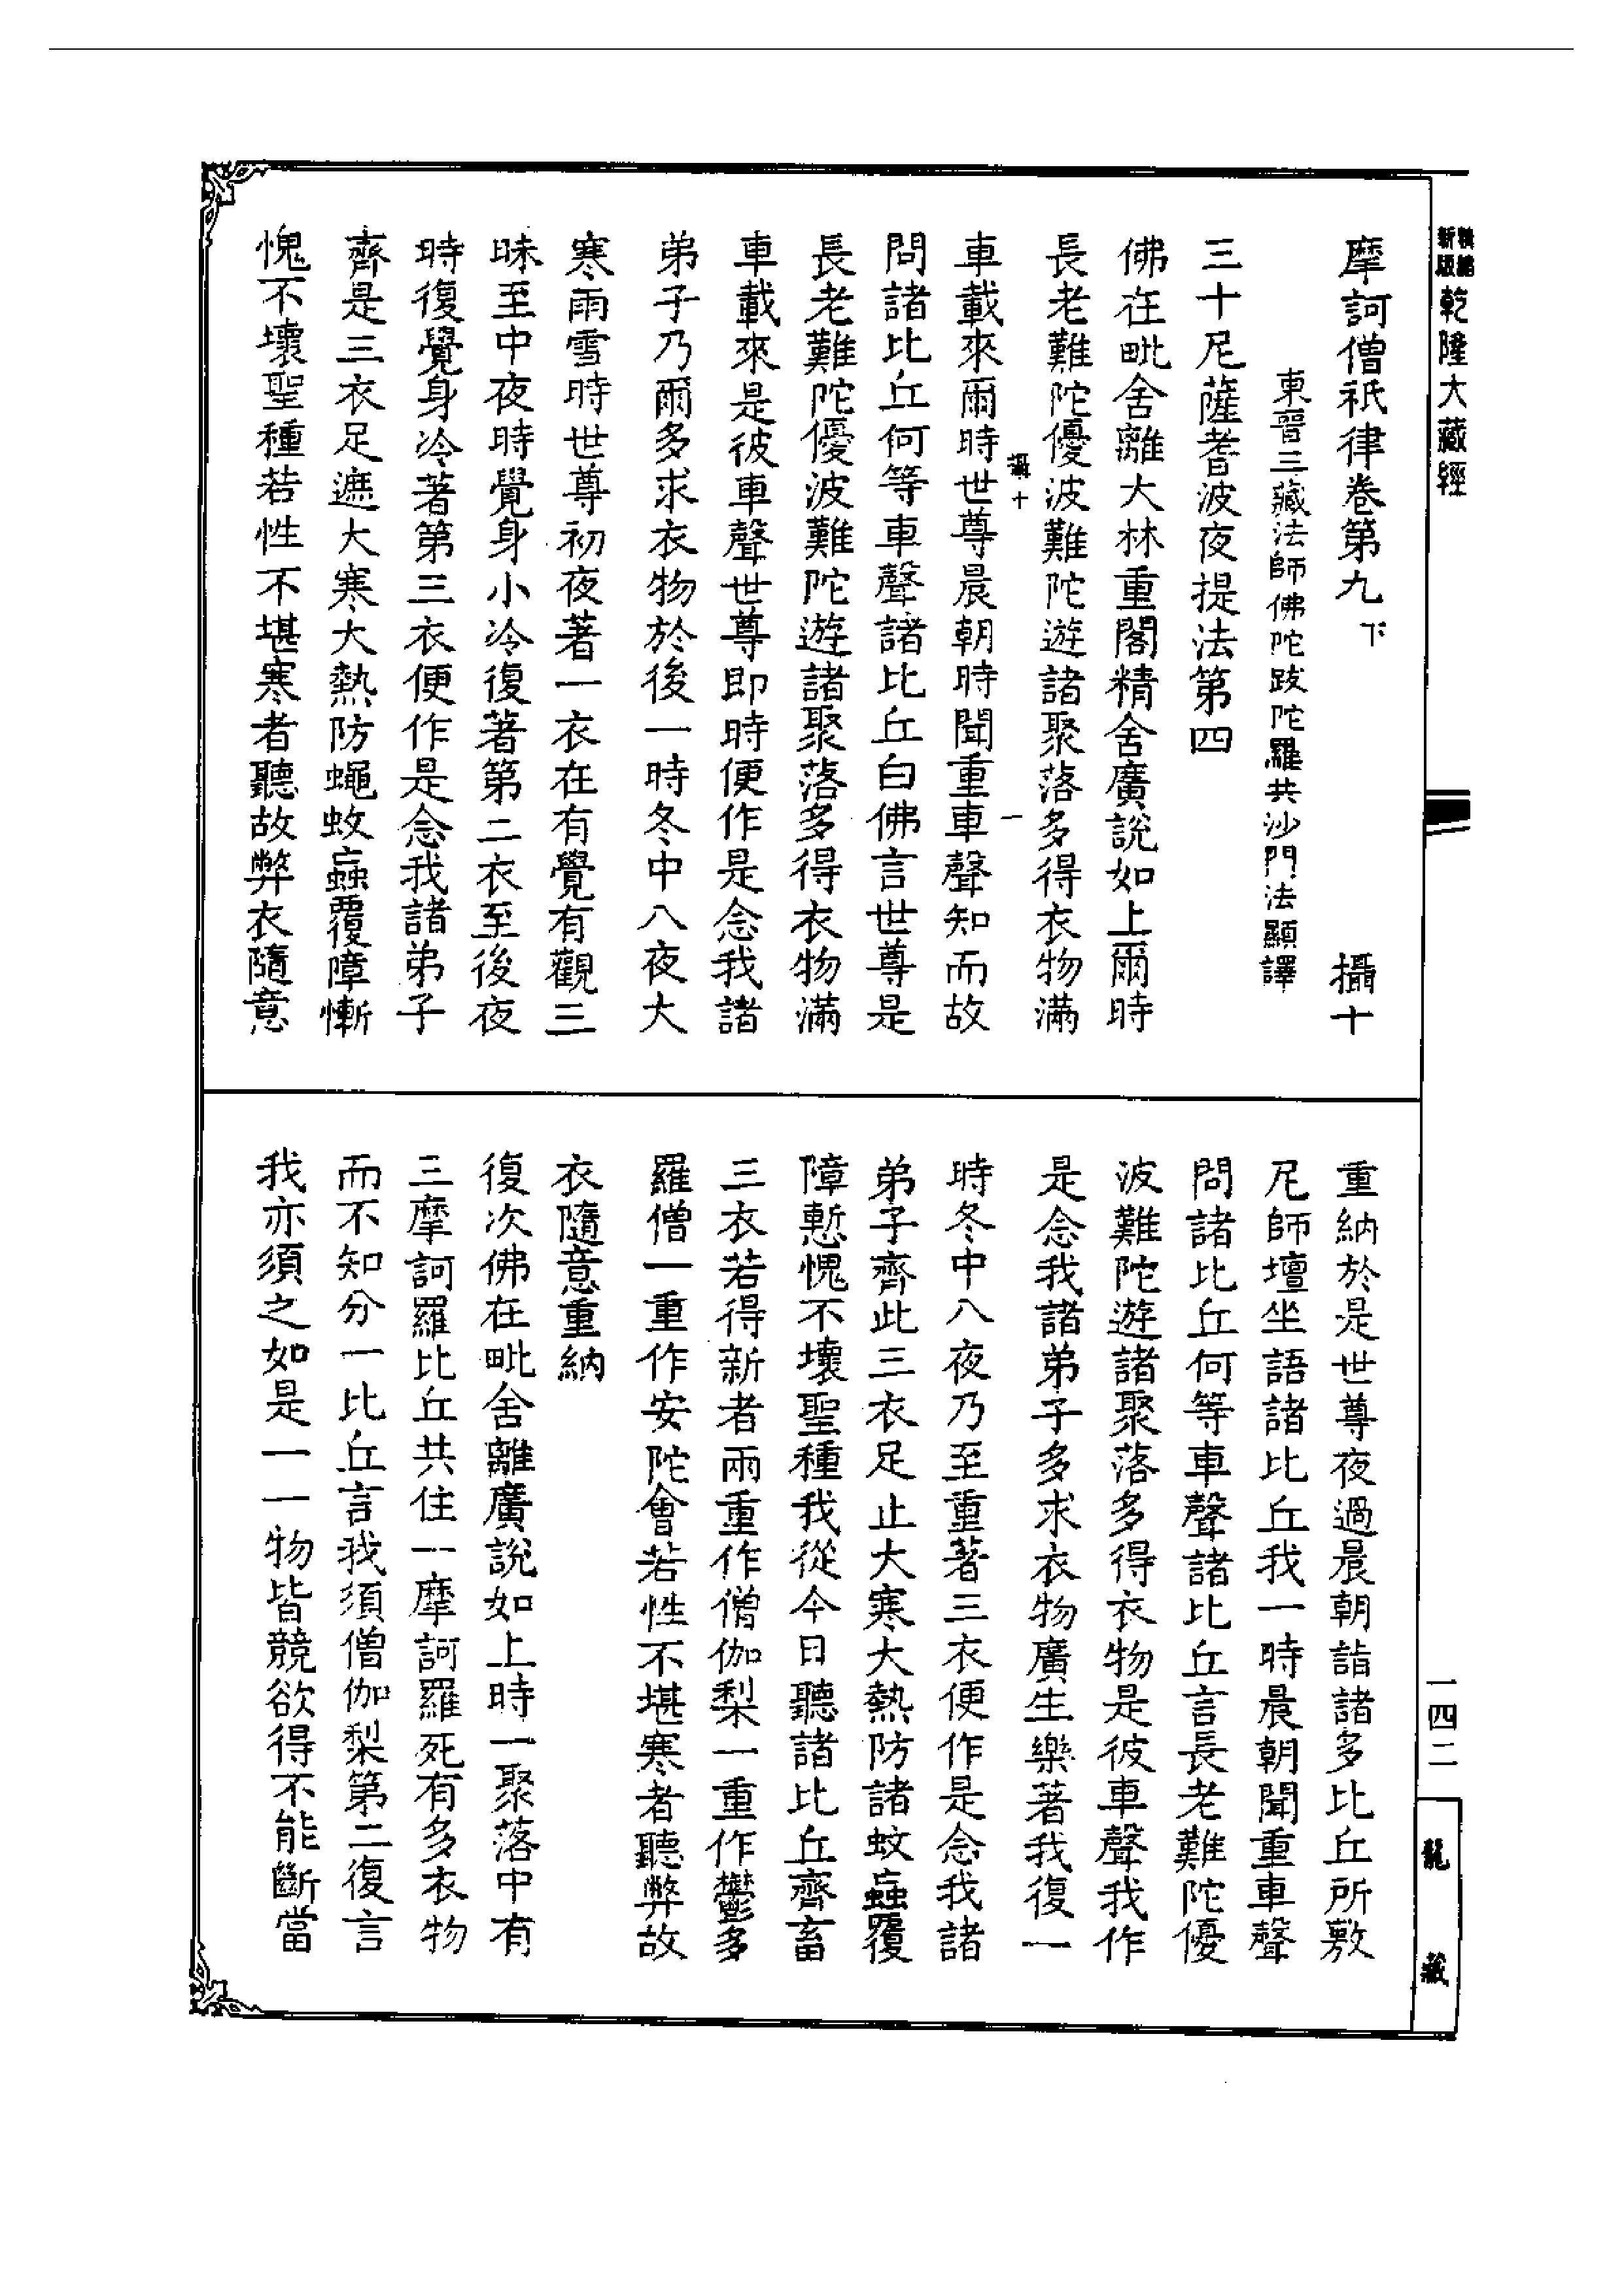 新版精縮乾隆大藏經
摩訶僧祇律卷第九下 攝十
東晉三藏法師佛陀跋陀羅共沙門法顯譯
三十尼薩耆波夜提法第四
佛在毗舍離大林重閣精舍廣說如上爾時
長老難陀優波難陀遊諸聚落多得衣物滿
攝十 一
車載來爾時世尊晨朝時聞重車聲知而故
問諸比丘何等車聲諸比丘白佛言世尊是
長老難陀優波難陀遊諸聚落多得衣物滿
車載來是彼車聲世尊即時便作是念我諸
弟子乃爾多求衣物於後一時冬中八夜大
寒雨雪時世尊初夜著一衣在有覺有觀三
昧至中夜時覺身小冷復著第二衣至後夜
時復覺身冷著第三衣便作是念我諸弟子
齊是三衣足遮大寒大熱防蠅蚊蝱覆障慚
愧不壞聖種若性不堪寒者聽故弊衣隨意
重納於是世尊夜過晨朝詣諸多比丘所敷
尼師壇坐語諸比丘我一時晨朝聞重車聲
問諸比丘何等車聲諸比丘言長老難陀優
波難陀遊諸聚落多得衣物是彼車聲我作
是念我諸弟子多求衣物廣生樂著我復一
時冬中八夜乃至重著三衣便作是念我諸
弟子齊此三衣足止大寒大熱防諸蚊蝱覆
障慙愧不壞聖種我從今日聽諸比丘齊畜
三衣若得新者兩重作僧伽梨一重作鬱多
羅僧一重作安陀會若性不堪寒者聽弊故
衣隨意重納
復次佛在毗舍離廣說如上時一聚落中有
三摩訶羅比丘共住一摩訶羅死有多衣物
而不知分一比丘言我須僧伽梨第二復言
我亦須之如是一一物皆競欲得不能斷當
一四二
龍藏